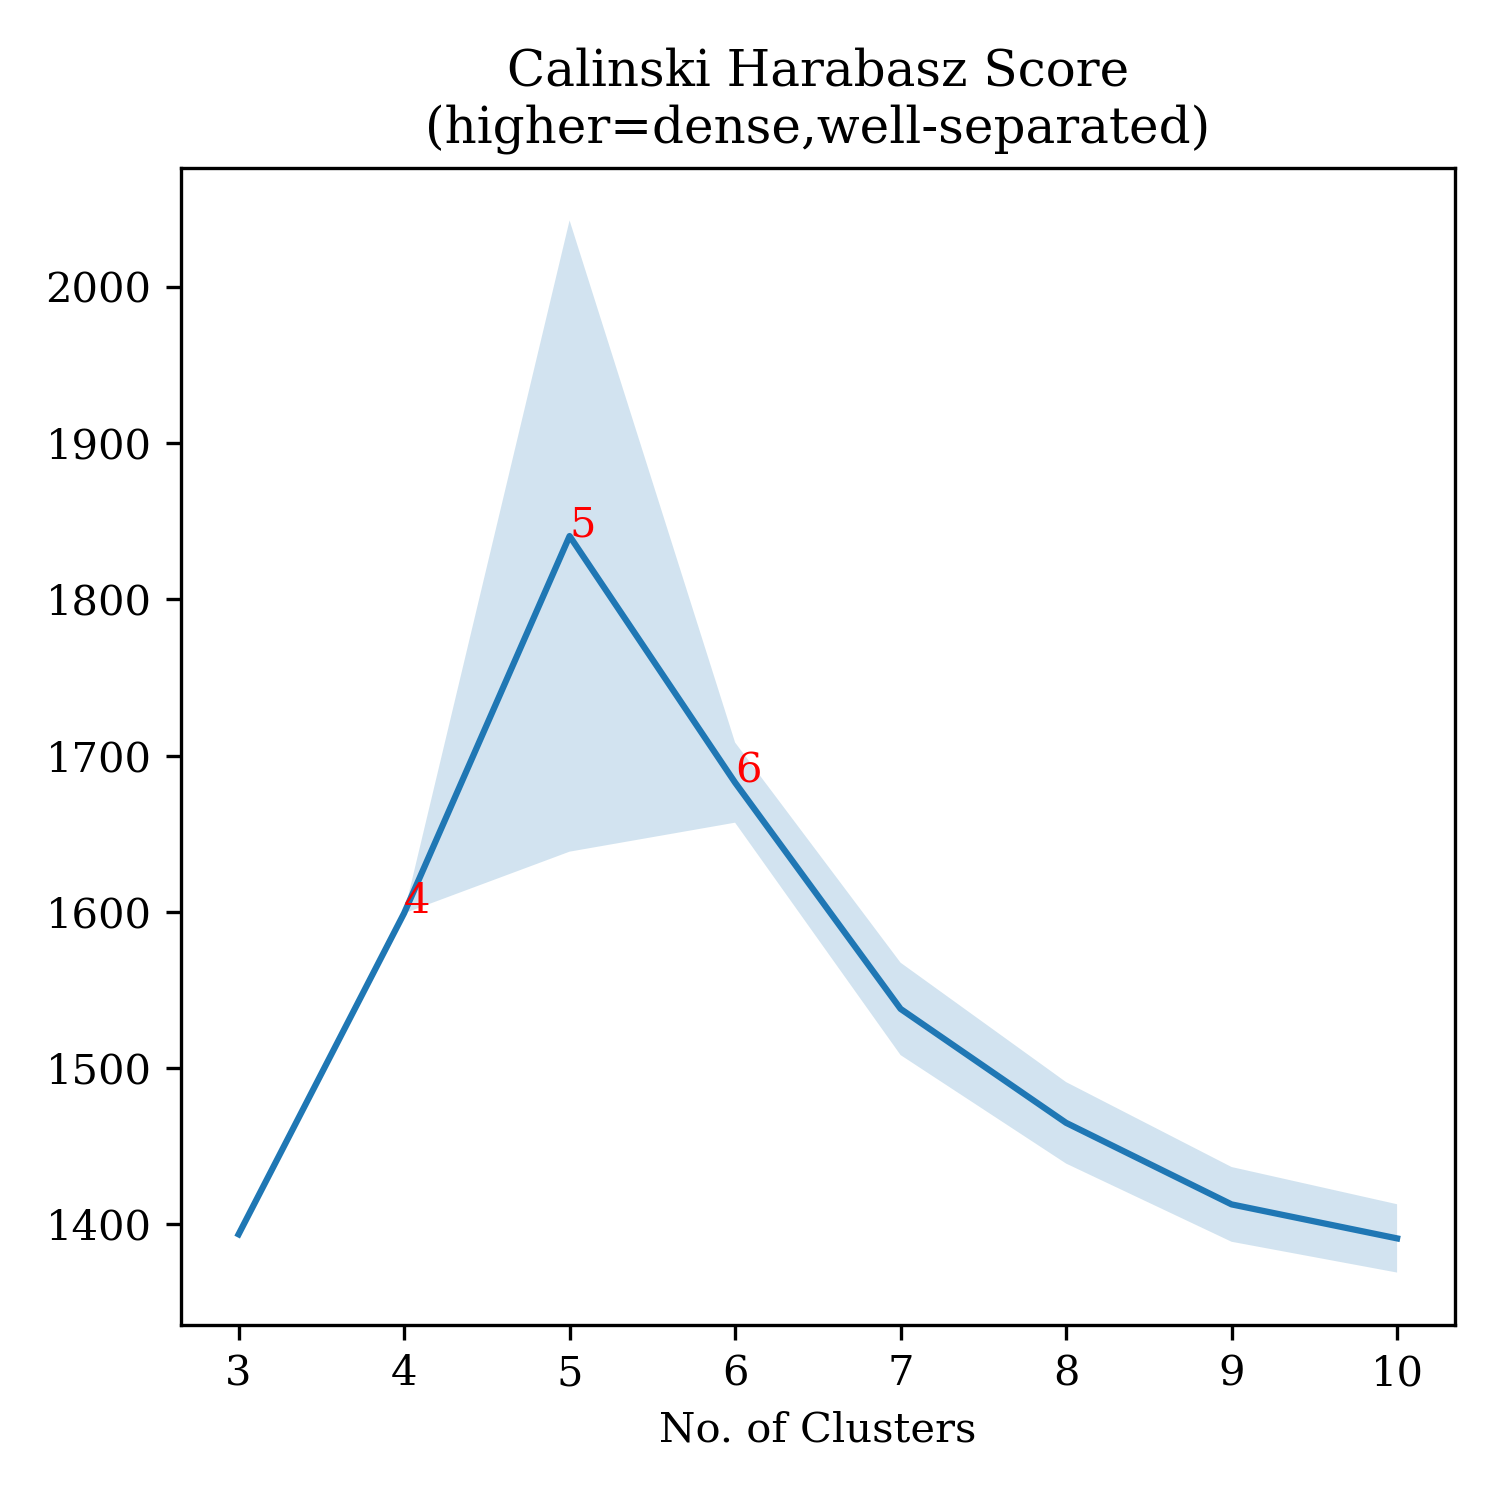 Calinski Harabasz Score
(higher=dense,well-separated)
2000
1900
1800
1700
1600
1500
1400
5
6
4
3 4 5 6 7 8 9 10
No. of Clusters